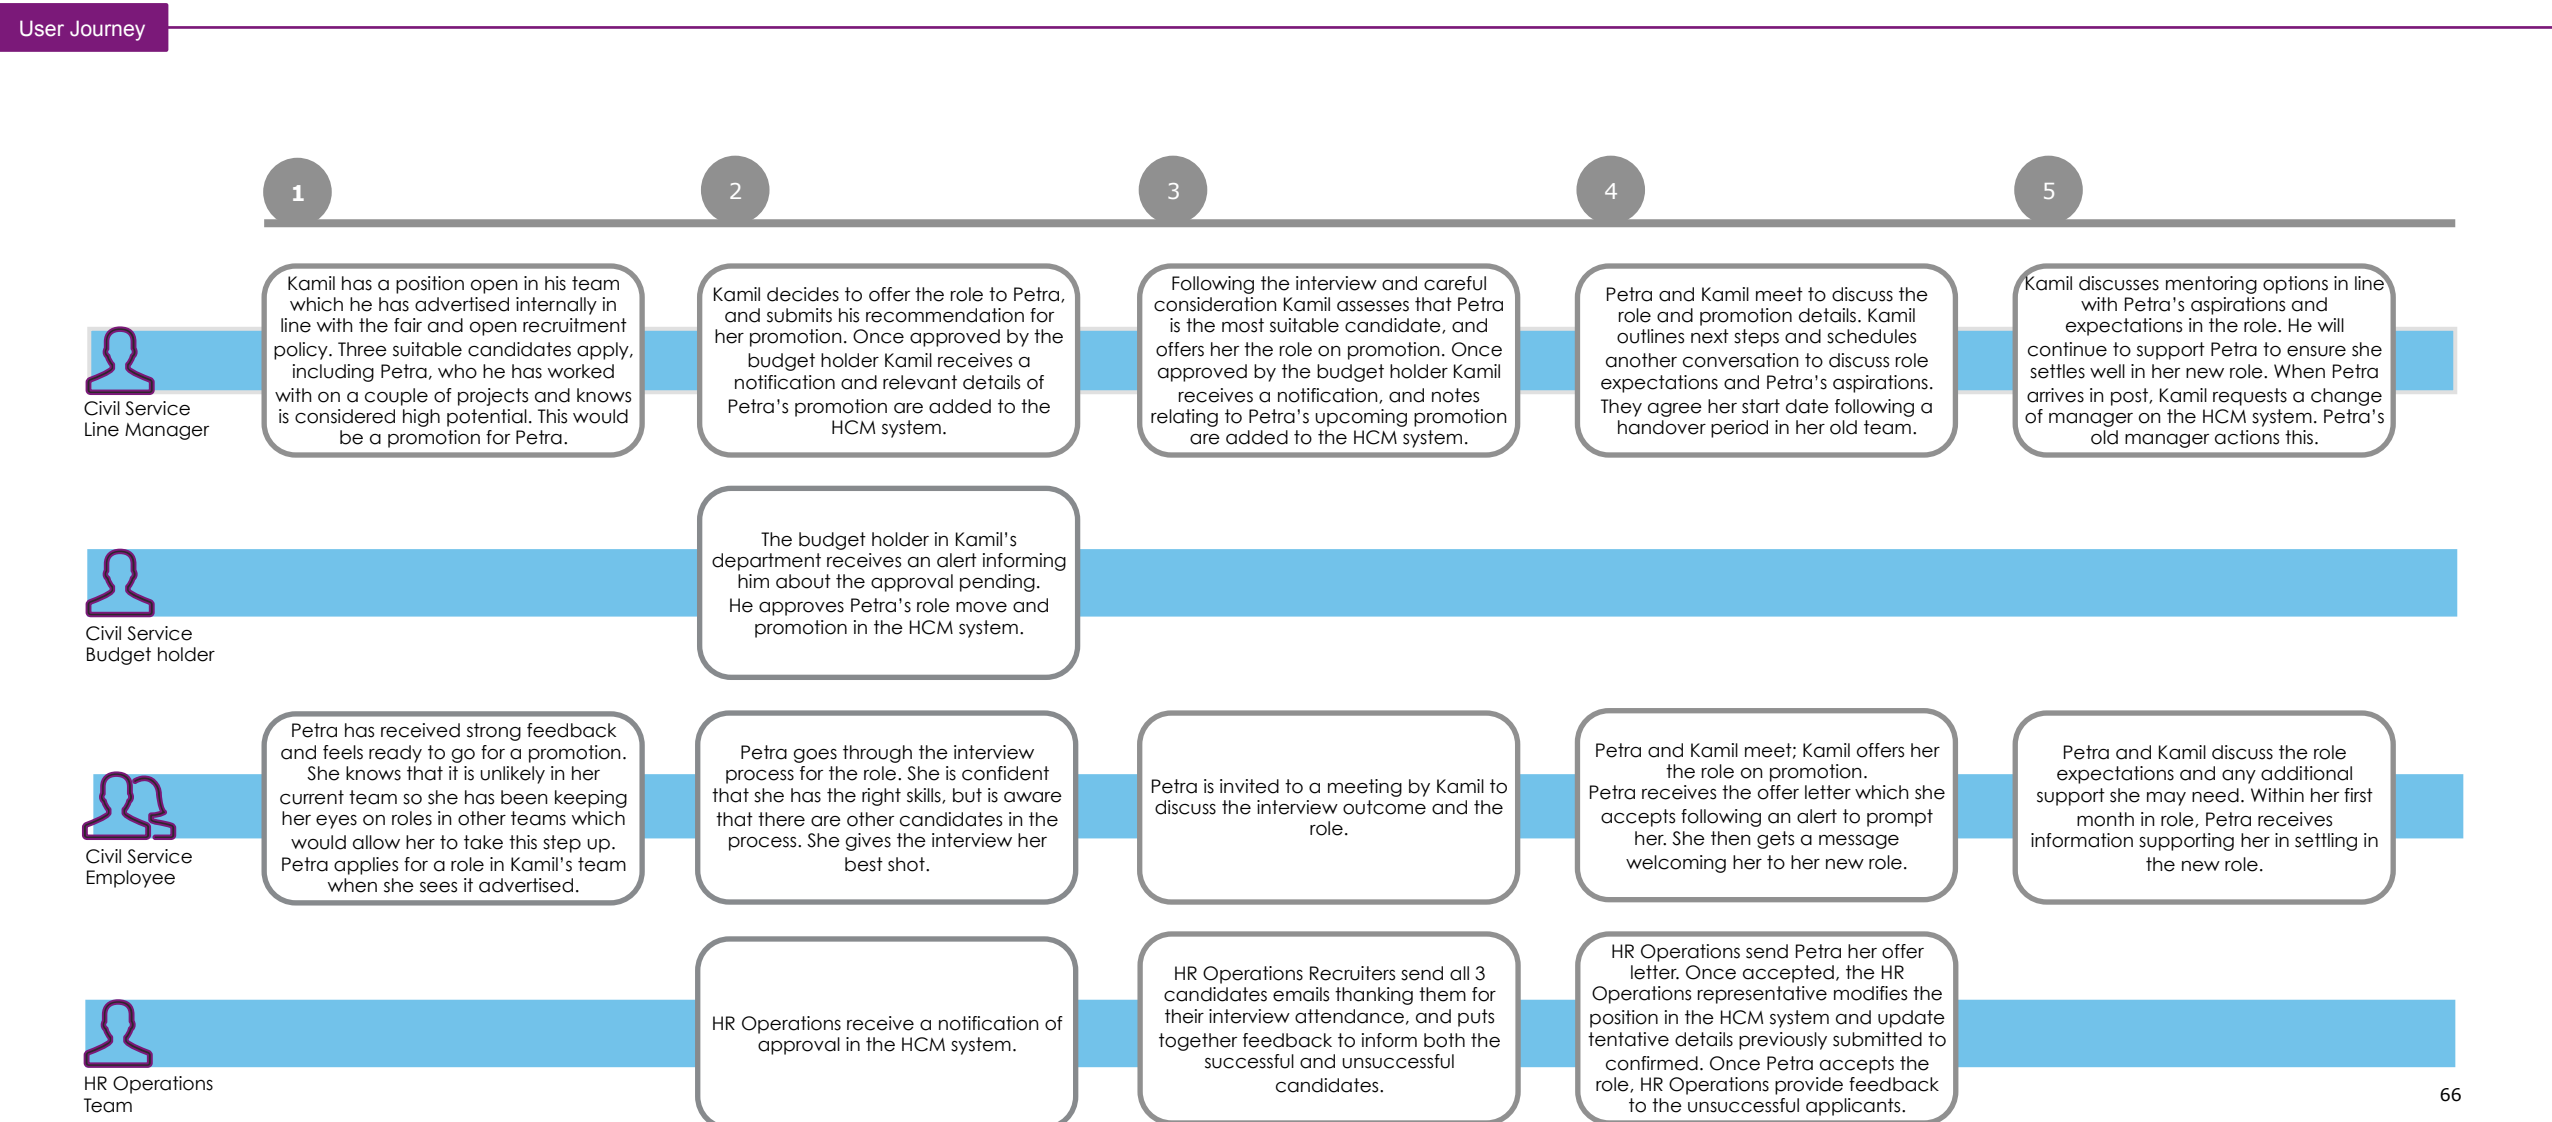 User Journey
1
2
3
4
5
Kamil has a position open in his team
which he has advertised internally in
line with the fair and open recruitment
policy. Three suitable candidates apply,
including Petra, who he has worked
with on a couple of projects and knows
is considered high potential. This would
be a promotion for Petra.
Kamil decides to offer the role to Petra,
and submits his recommendation for
her promotion. Once approved by the
budget holder Kamil receives a
notification and relevant details of
Petra's promotion are added to the
HCM system.
Following the interview and careful
consideration Kamil assesses that Petra
is the most suitable candidate, and
offers her the role on promotion. Once
approved by the budget holder Kamil
receives a notification, and notes
relating to Petra's upcoming promotion
are added to the HCM system.
Petra and Kamil meet to discuss the
role and promotion details. Kamil
outlines next steps and schedules
another conversation to discuss role
expectations and Petra's aspirations.
They agree her start date following a
handover period in her old team.
Kamil discusses mentoring options in line
with Petra's aspirations and
expectations in the role. He will
continue to support Petra to ensure she
settles well in her new role. When Petra
arrives in post, Kamil requests a change
of manager on the HCM system. Petra's
old manager actions this.
Civil Service
Line Manager
The budget holder in Kamil's
department receives an alert informing
him about the approval pending.
He approves Petra's role move and
promotion in the HCM system.
Civil Service
Budget holder
Petra has received strong feedback
and feels ready to go for a promotion.
She knows that it is unlikely in her
current team so she has been keeping
her eyes on roles in other teams which
would allow her to take this step up.
Petra applies for a role in Kamil's team
when she sees it advertised.
Petra goes through the interview
process for the role. She is confident
that she has the right skills, but is aware
that there are other candidates in the
process. She gives the interview her
best shot.
Petra is invited to a meeting by Kamil to
discuss the interview outcome and the
role.
Petra and Kamil meet; Kamil offers her
the role on promotion.
Petra receives the offer letter which she
accepts following an alert to prompt
her. She then gets a message
welcoming her to her new role.
Petra and Kamil discuss the role
expectations and any additional
support she may need. Within her first
month in role, Petra receives
information supporting her in settling in
the new role.
Civil Service
Employee
HR Operations receive a notification of
approval in the HCM system.
HR Operations Recruiters send all 3
candidates emails thanking them for
their interview attendance, and puts
together feedback to inform both the
successful and unsuccessful
candidates.
HR Operations send Petra her offer
letter. Once accepted, the HR
Operations representative modifies the
position in the HCM system and update
tentative details previously submitted to
confirmed. Once Petra accepts the
role, HR Operations provide feedback
to the unsuccessful applicants.
HR Operations
Team
66